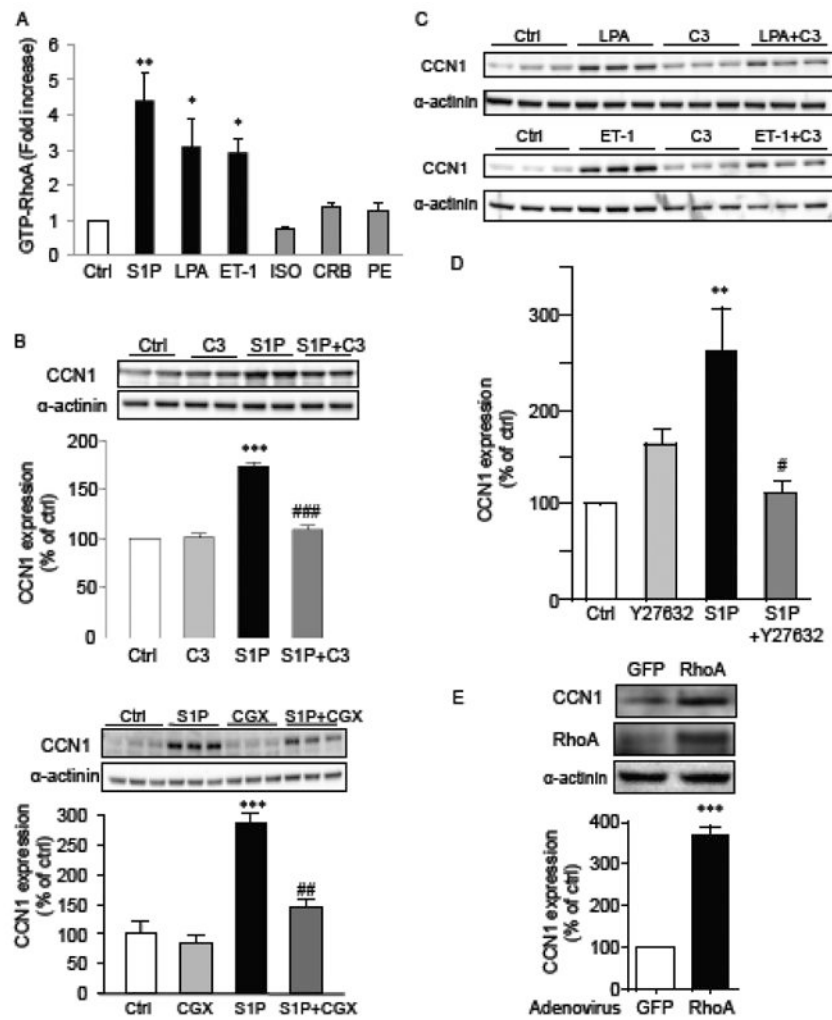 A
GTP-RhoA (Fold increase)
6
5
4
3
2
1
0
**
*
*
Ctrl S1P LPA ET-1 ISO CRB PE
B
Ctrl C3 S1P S1P+C3
CCN1
α-actinin
CCN1 expression
(% of ctrl)
200
150
100
50
0
***
###
Ctrl C3 S1P S1P+C3
Ctrl S1P CGX S1P+CGX
CCN1
α-actinin
CCN1 expression
(% of ctrl)
300
250
200
150
100
50
0
***
##
Ctrl CGX S1P S1P+CGX
C
Ctrl LPA C3 LPA+C3
CCN1
α-actinin
Ctrl ET-1 C3 ET-1+C3
CCN1
α-actinin
D
CCN1 expression
(% of ctrl)
300
200
100
0
**
#
Ctrl Y27632 S1P S1P
+Y27632
E
GFP RhoA
CCN1
RhoA
α-actinin
CCN1 expression
(% of ctrl)
400
300
200
100
0
***
Adenovirus GFP RhoA